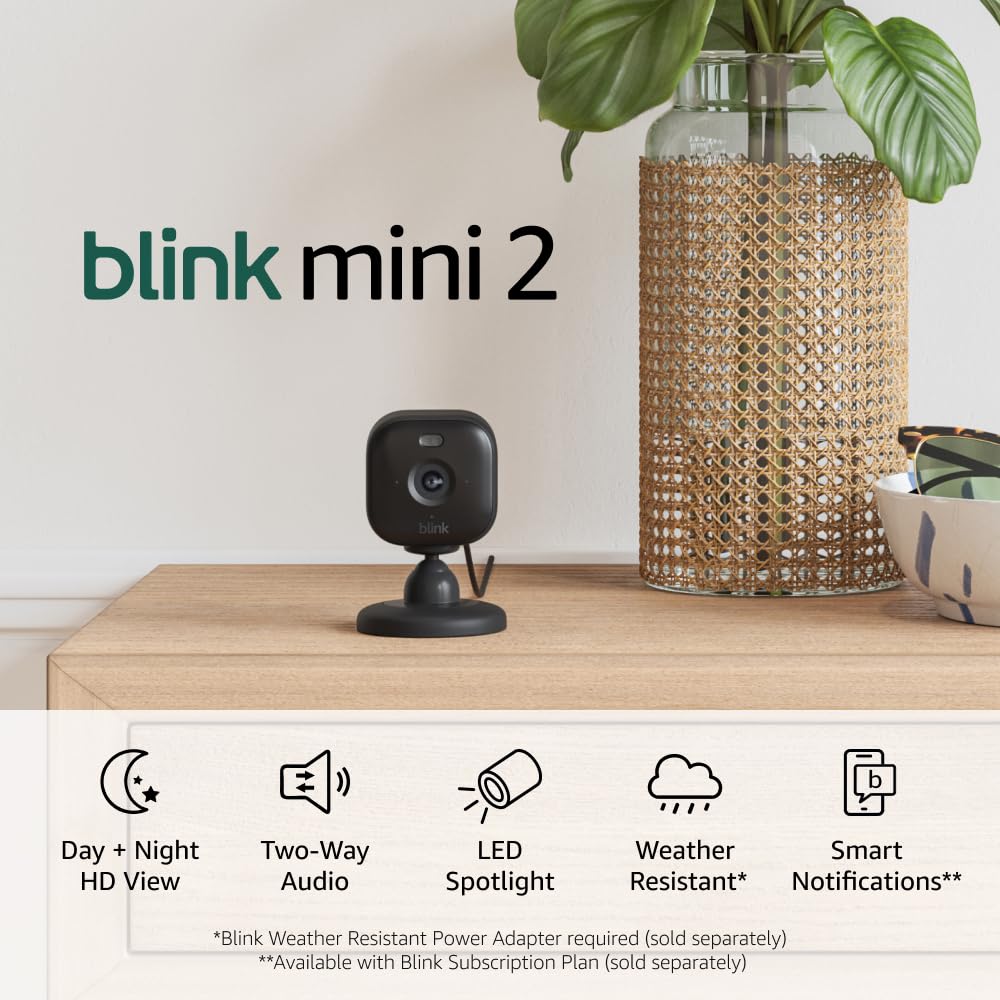 blink mini 2
blink
b
Day + Night
HD View
Two-Way
Audio
LED
Spotlight
Weather
Resistant*
Smart
Notifications**
*Blink Weather Resistant Power Adapter required (sold separately)
**Available with Blink Subscription Plan (sold separately)